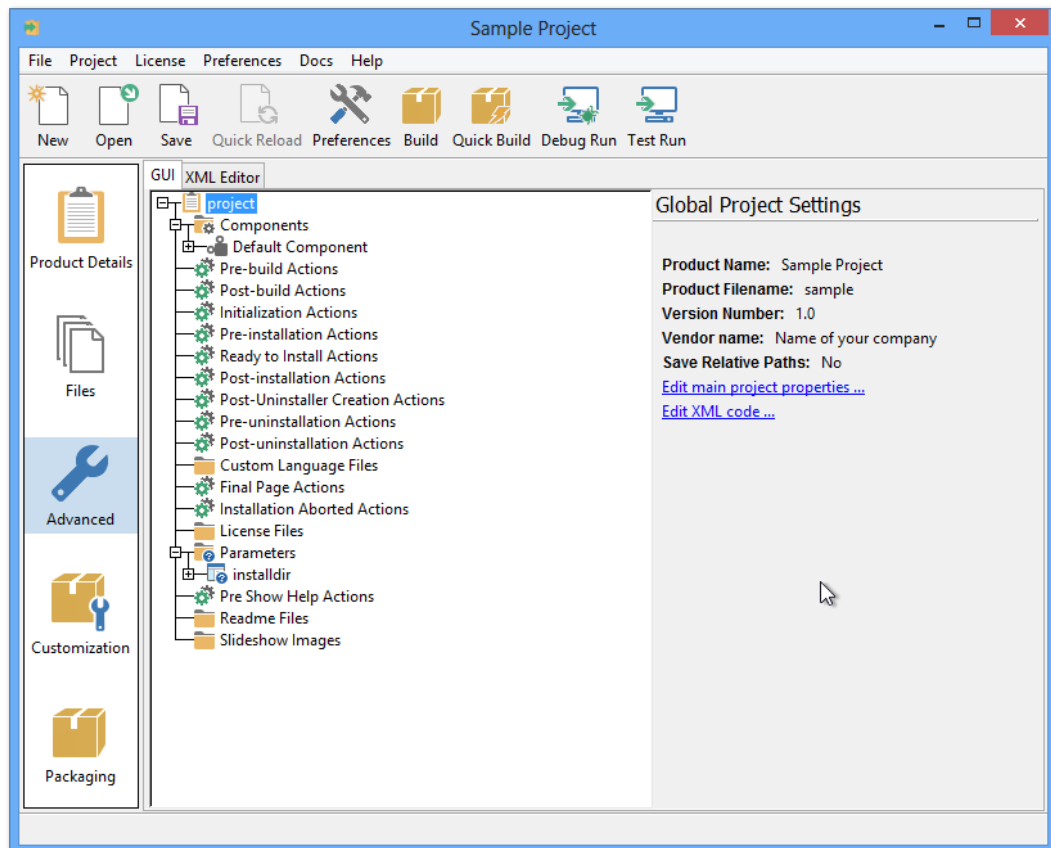 Sample Project
File Project License Preferences Docs Help
New Open Save Quick Reload Preferences Build Quick Build Debug Run Test Run
Product Details
Files
Advanced
Customization
Packaging
GUI XML Editor
project
Components
Default Component
Pre-build Actions
Post-build Actions
Initialization Actions
Pre-installation Actions
Ready to Install Actions
Post-installation Actions
Post-Uninstaller Creation Actions
Pre-uninstallation Actions
Post-uninstallation Actions
Custom Language Files
Final Page Actions
Installation Aborted Actions
License Files
Parameters
installdir
Pre Show Help Actions
Readme Files
Slideshow Images
Global Project Settings
Product Name: Sample Project
Product Filename: sample
Version Number: 1.0
Vendor name: Name of your company
Save Relative Paths: No
Edit main project properties ...
Edit XML code ...